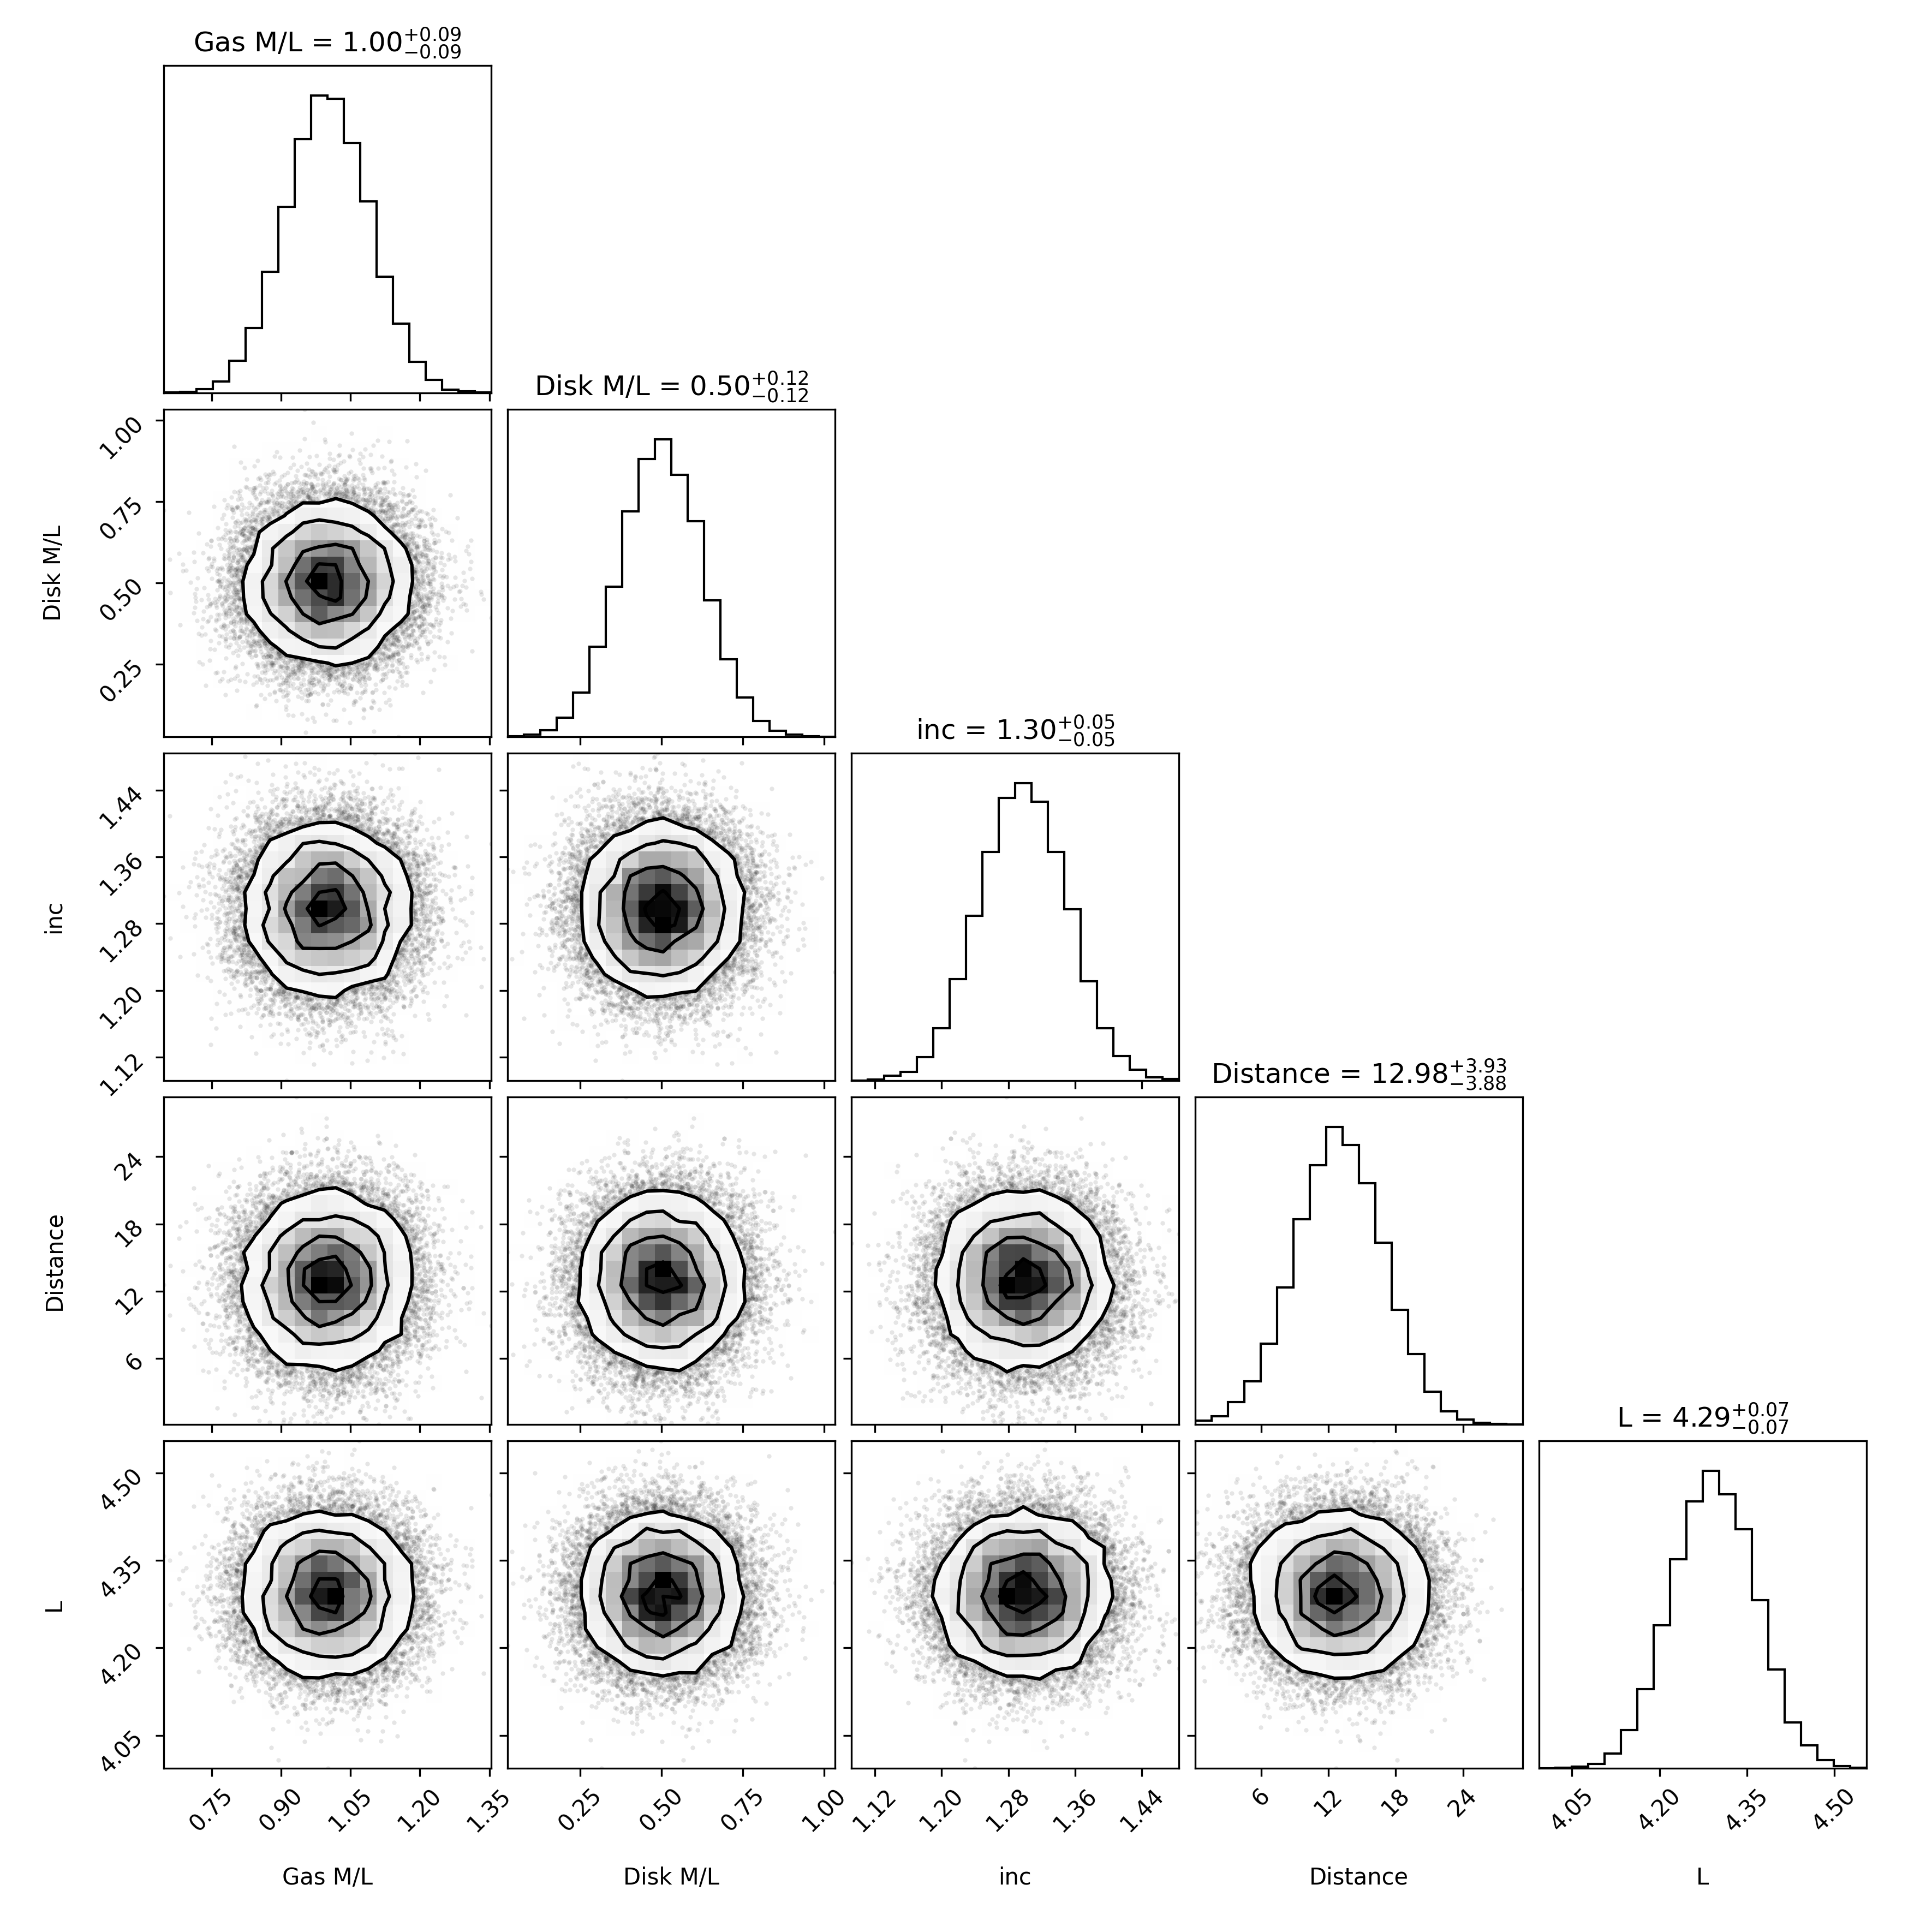 Gas M/L = 1.00+0.09−0.09
Disk M/L = 0.50+0.12−0.12
1.00
0.75
0.50
0.25
Disk M/L
inc = 1.30+0.05−0.05
1.44
1.36
1.28
1.20
1.12
inc
Distance = 12.98+3.93−3.88
24
18
12
6
Distance
L = 4.29+0.07−0.07
4.50
4.35
4.20
4.05
L
0.75 0.90 1.05 1.20 1.35 0.25 0.50 0.75 1.00 1.12 1.20 1.28 1.36 1.44 6 12 18 24 4.05 4.20 4.35 4.50
Gas M/L Disk M/L inc Distance L